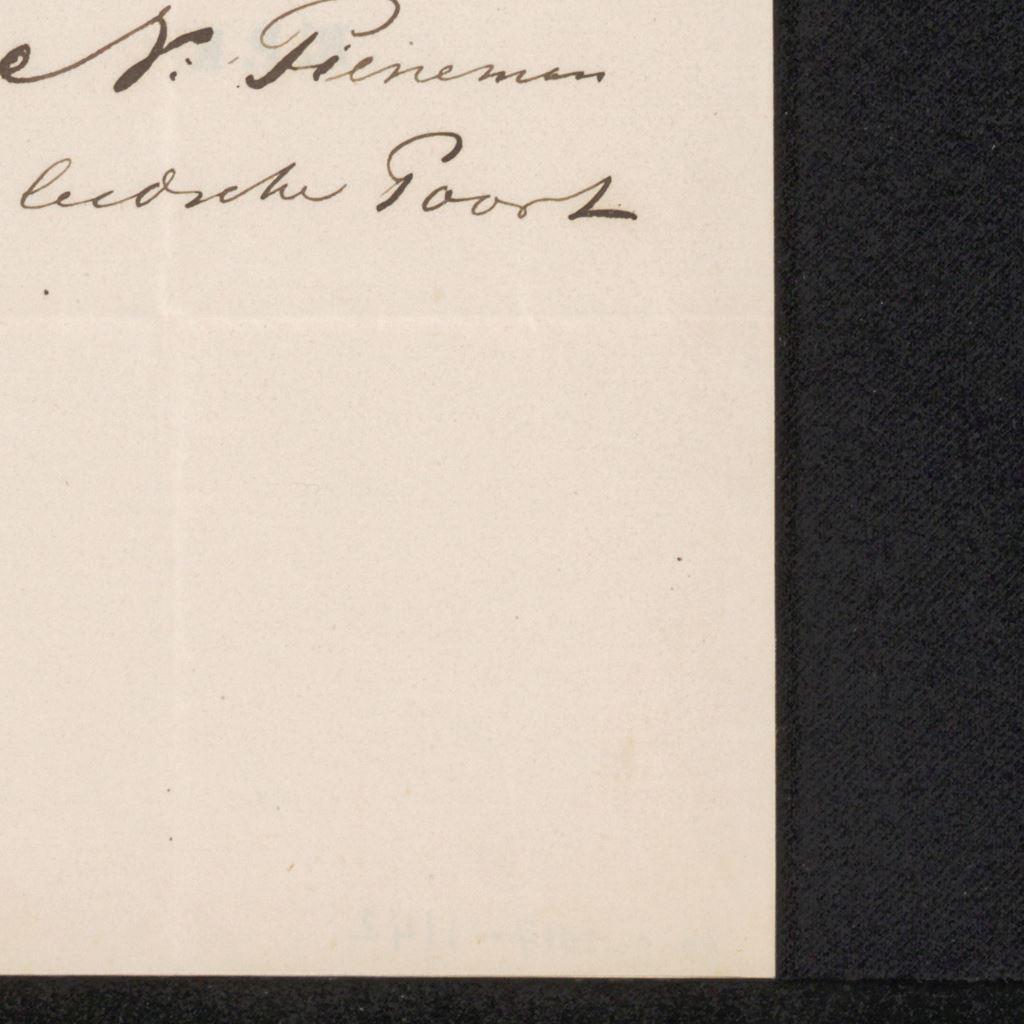 e N. Pieneman
leidsche Poort